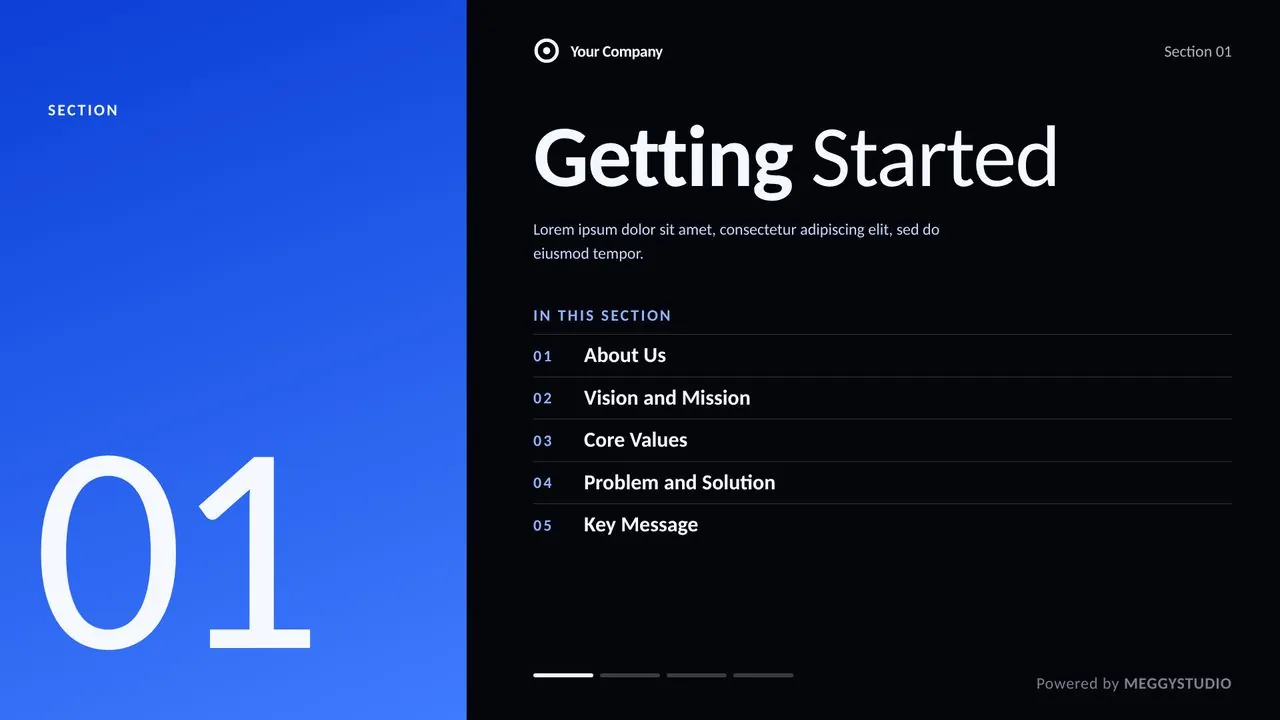 SECTION
01
Your Company
Section 01
Getting Started
Lorem ipsum dolor sit amet, consectetur adipiscing elit, sed do
eiusmod tempor.
IN THIS SECTION
01 About Us
02 Vision and Mission
03 Core Values
04 Problem and Solution
05 Key Message
Powered by MEGGYSTUDIO